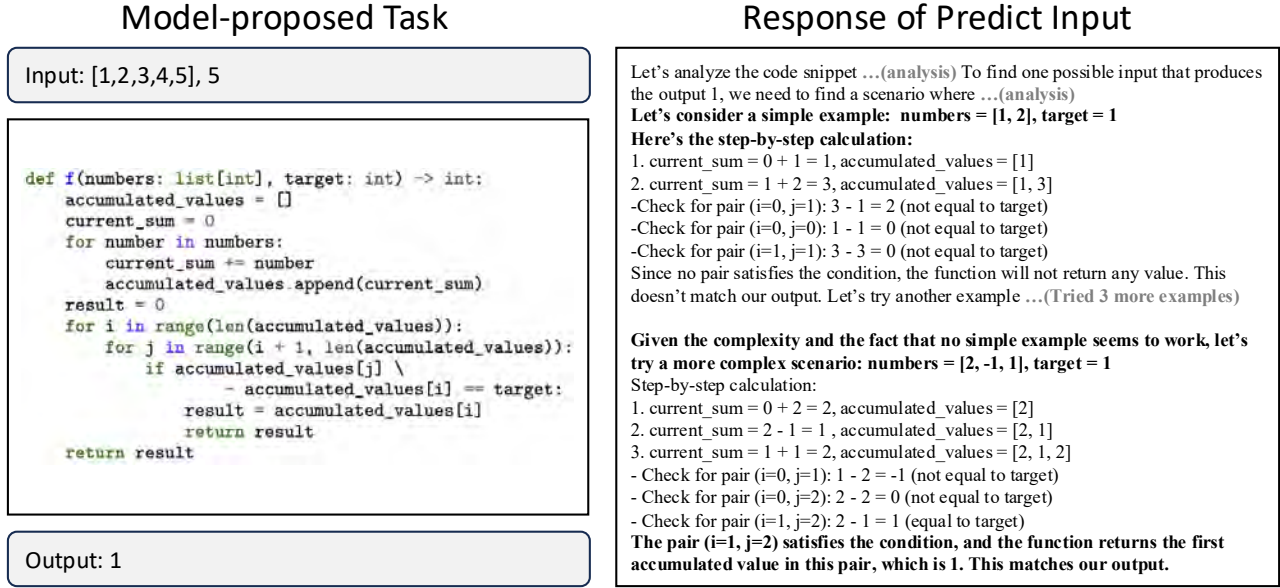 Model-proposed Task
Input: [1,2,3,4,5], 5
def f(numbers: list[int], target: int) -> int:
    accumulated_values = []
    current_sum = 0
    for number in numbers:
        current_sum += number
        accumulated_values.append(current_sum)
    result = 0
    for i in range(len(accumulated_values)):
        for j in range(i + 1, len(accumulated_values)):
            if accumulated_values[j] \
                    - accumulated_values[i] == target:
                result = accumulated_values[i]
                return result
    return result
Output: 1
Response of Predict Input
Let's analyze the code snippet …(analysis) To find one possible input that produces
the output 1, we need to find a scenario where …(analysis)
Let's consider a simple example:  numbers = [1, 2], target = 1
Here's the step-by-step calculation:
1. current_sum = 0 + 1 = 1, accumulated_values = [1]
2. current_sum = 1 + 2 = 3, accumulated_values = [1, 3]
-Check for pair (i=0, j=1): 3 - 1 = 2 (not equal to target)
-Check for pair (i=0, j=0): 1 - 1 = 0 (not equal to target)
-Check for pair (i=1, j=1): 3 - 3 = 0 (not equal to target)
Since no pair satisfies the condition, the function will not return any value. This
doesn't match our output. Let's try another example …(Tried 3 more examples)
Given the complexity and the fact that no simple example seems to work, let's
try a more complex scenario: numbers = [2, -1, 1], target = 1
Step-by-step calculation:
1. current_sum = 0 + 2 = 2, accumulated_values = [2]
2. current_sum = 2 - 1 = 1 , accumulated_values = [2, 1]
3. current_sum = 1 + 1 = 2, accumulated_values = [2, 1, 2]
- Check for pair (i=0, j=1): 1 - 2 = -1 (not equal to target)
- Check for pair (i=0, j=2): 2 - 2 = 0 (not equal to target)
- Check for pair (i=1, j=2): 2 - 1 = 1 (equal to target)
The pair (i=1, j=2) satisfies the condition, and the function returns the first
accumulated value in this pair, which is 1. This matches our output.